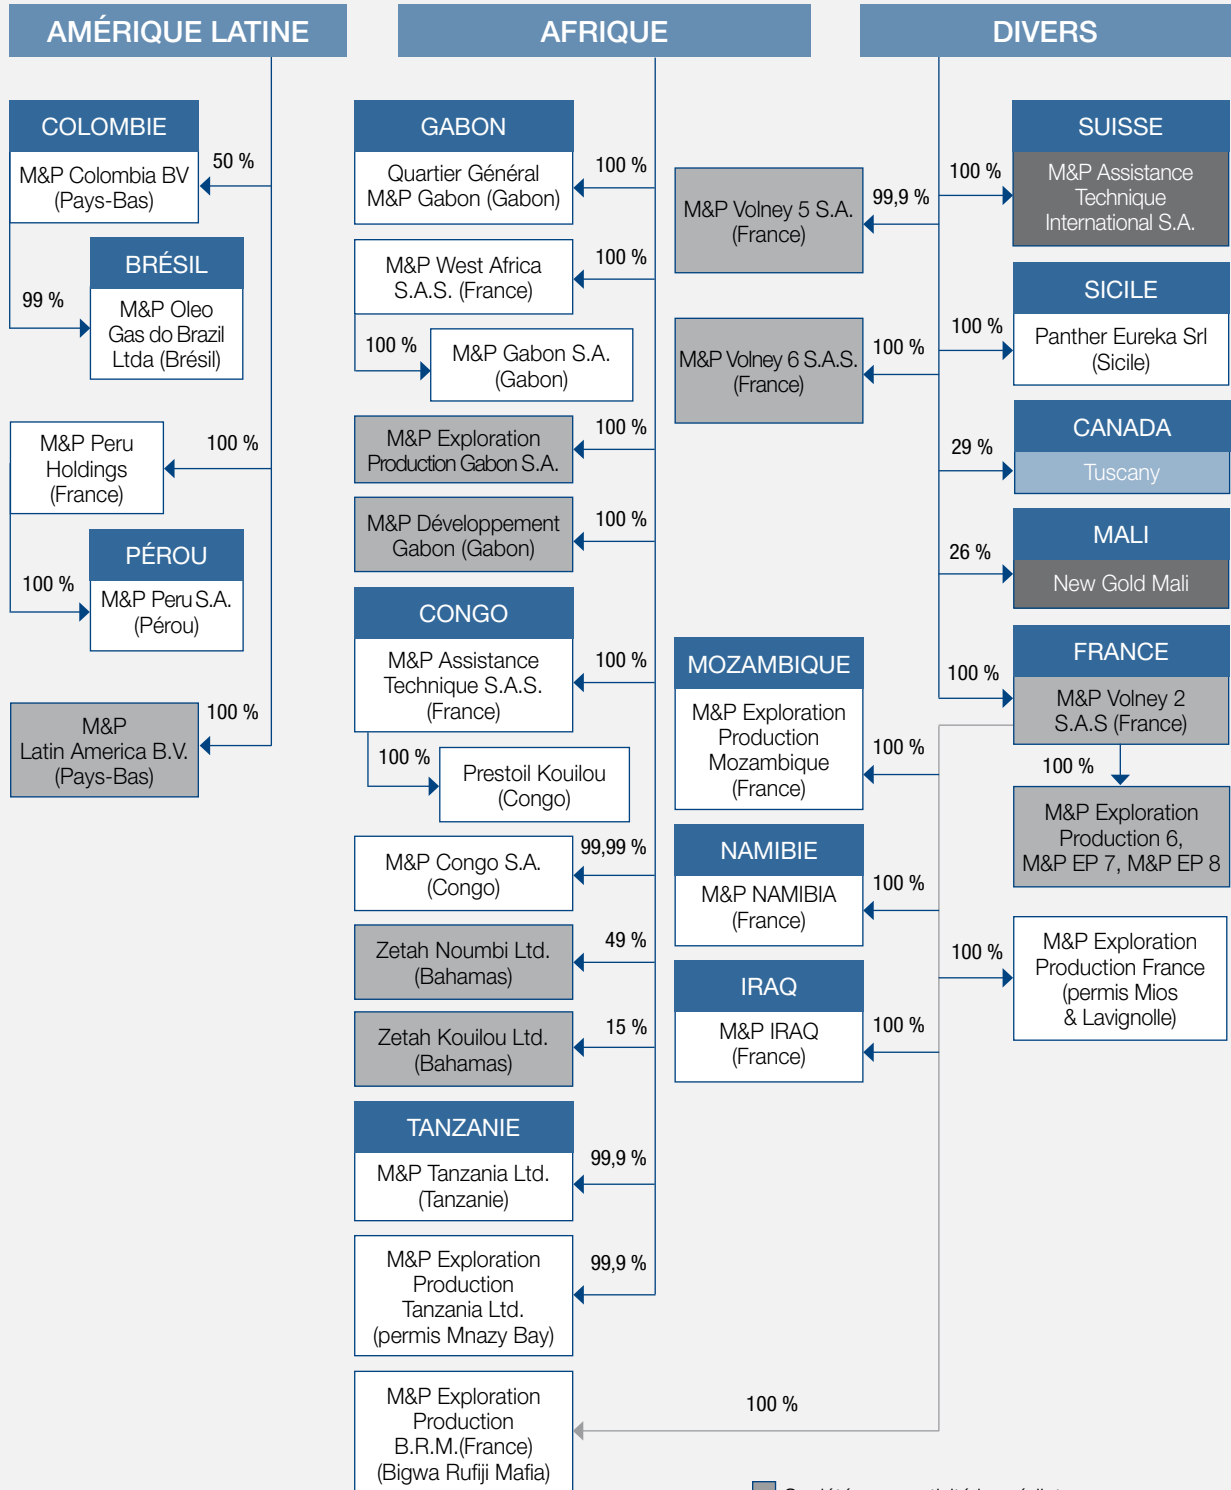 AMÉRIQUE LATINE
COLOMBIE
M&P Colombia BV
(Pays-Bas)
50 %
BRÉSIL
99 %
M&P Oleo
Gas do Brazil
Ltda (Brésil)
M&P Peru
Holdings
(France)
100 %
PÉROU
100 %
M&P Peru S.A.
(Pérou)
M&P
Latin America B.V.
(Pays-Bas)
100 %
AFRIQUE
GABON
Quartier Général
M&P Gabon (Gabon)
100 %
M&P West Africa
S.A.S. (France)
100 %
100 %
M&P Gabon S.A.
(Gabon)
M&P Exploration
Production Gabon S.A.
100 %
M&P Développement
Gabon (Gabon)
100 %
CONGO
M&P Assistance
Technique S.A.S.
(France)
100 %
100 %
Prestoil Kouilou
(Congo)
M&P Congo S.A.
(Congo)
99,99 %
Zetah Noumbi Ltd.
(Bahamas)
49 %
Zetah Kouilou Ltd.
(Bahamas)
15 %
TANZANIE
M&P Tanzania Ltd.
(Tanzanie)
99,9 %
M&P Exploration
Production
Tanzania Ltd.
(permis Mnazy Bay)
99,9 %
M&P Exploration
Production
B.R.M.(France)
(Bigwa Rufiji Mafia)
100 %
DIVERS
M&P Volney 5 S.A.
(France)
99,9 %
M&P Volney 6 S.A.S.
(France)
100 %
SUISSE
100 %
M&P Assistance
Technique
International S.A.
SICILE
100 %
Panther Eureka Srl
(Sicile)
CANADA
29 %
Tuscany
MALI
26 %
New Gold Mali
FRANCE
100 %
M&P Volney 2
S.A.S (France)
100 %
M&P Exploration
Production 6,
M&P EP 7, M&P EP 8
MOZAMBIQUE
M&P Exploration
Production
Mozambique
(France)
100 %
NAMIBIE
M&P NAMIBIA
(France)
100 %
IRAQ
M&P IRAQ
(France)
100 %
100 %
M&P Exploration
Production France
(permis Mios
& Lavignolle)